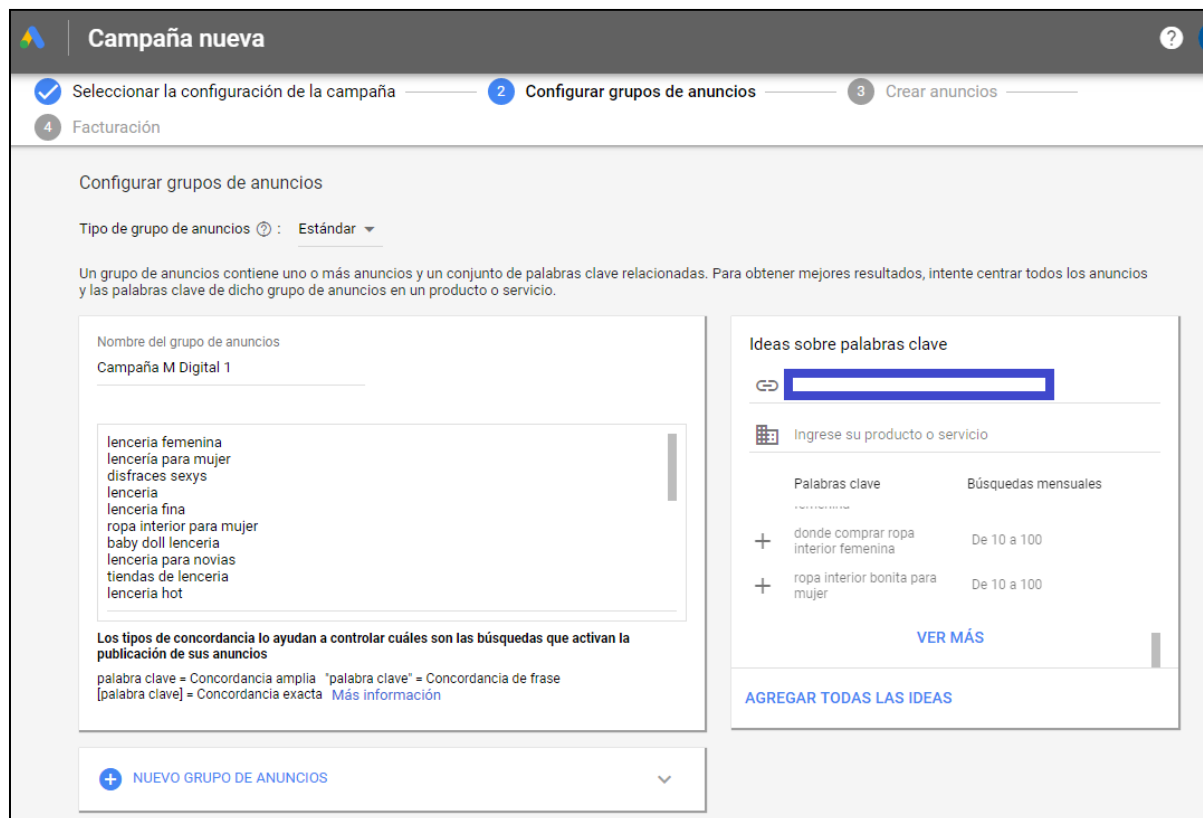 Campaña nueva
?
Seleccionar la configuración de la campaña
2 Configurar grupos de anuncios
3 Crear anuncios
4 Facturación
Configurar grupos de anuncios
Tipo de grupo de anuncios ? : Estándar
Un grupo de anuncios contiene uno o más anuncios y un conjunto de palabras clave relacionadas. Para obtener mejores resultados, intente centrar todos los anuncios
y las palabras clave de dicho grupo de anuncios en un producto o servicio.
Nombre del grupo de anuncios
Campaña M Digital 1
lenceria femenina
lencería para mujer
disfraces sexys
lenceria
lenceria fina
ropa interior para mujer
baby doll lenceria
lenceria para novias
tiendas de lenceria
lenceria hot
Los tipos de concordancia lo ayudan a controlar cuáles son las búsquedas que activan la
publicación de sus anuncios
palabra clave = Concordancia amplia "palabra clave" = Concordancia de frase
[palabra clave] = Concordancia exacta Más información
NUEVO GRUPO DE ANUNCIOS
Ideas sobre palabras clave
Ingrese su producto o servicio
Palabras clave Búsquedas mensuales
donde comprar ropa
interior femenina
De 10 a 100
ropa interior bonita para
mujer
De 10 a 100
VER MÁS
AGREGAR TODAS LAS IDEAS